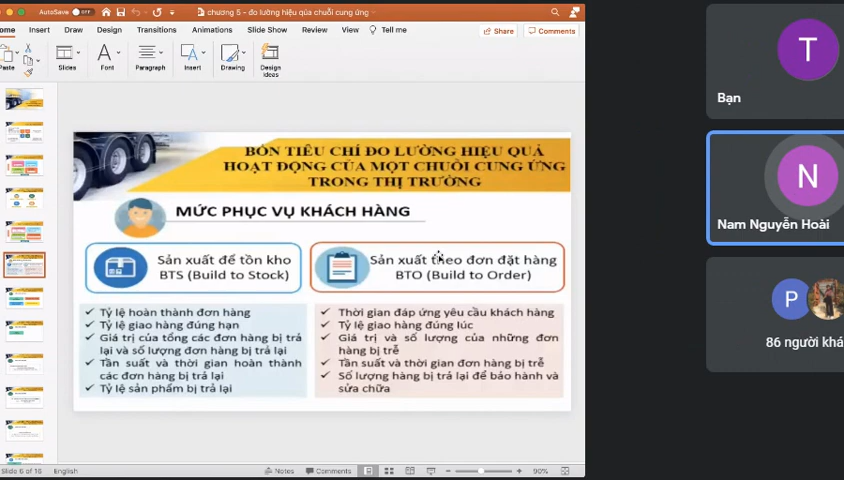 AutoSave OFF
chương 5 - đo lường hiệu qủa chuỗi cung ứng
ome Insert Draw Design Transitions Animations Slide Show Review View Tell me
Share Comments
Paste Slides Font Paragraph Insert Drawing Design
Ideas
BỐN TIÊU CHÍ ĐO LƯỜNG HIỆU QUẢ
HOẠT ĐỘNG CỦA MỘT CHUỖI CUNG ỨNG
TRONG THỊ TRƯỜNG
MỨC PHỤC VỤ KHÁCH HÀNG
Sản xuất để tồn kho
BTS (Build to Stock)
Sản xuất theo đơn đặt hàng
BTO (Build to Order)
Tỷ lệ hoàn thành đơn hàng
Tỷ lệ giao hàng đúng hạn
Giá trị của tổng các đơn hàng bị trả
lại và số lượng đơn hàng bị trả lại
Tần suất và thời gian hoàn thành
các đơn hàng bị trả lại
Tỷ lệ sản phẩm bị trả lại
Thời gian đáp ứng yêu cầu khách hàng
Tỷ lệ giao hàng đúng lúc
Giá trị và số lượng của những đơn
hàng bị trễ
Tần suất và thời gian đơn hàng bị trễ
Số lượng hàng bị trả lại để bảo hành và
sửa chữa
Slide 6 of 16 English
Notes Comments 90%
T
Bạn
N
Nam Nguyễn Hoài
P
86 người khá